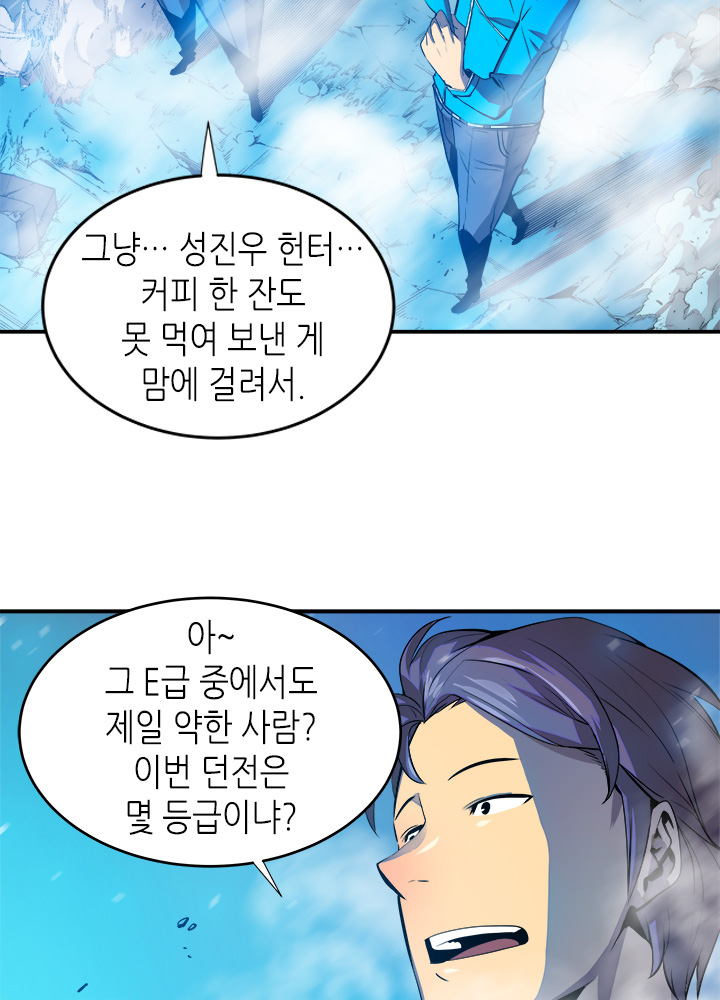 그냥… 성진우 헌터…
커피 한 잔도
못 먹여 보낸 게
맘에 걸려서.
아~
그 E급 중에서도
제일 약한 사람?
이번 던전은
몇 등급이냐?